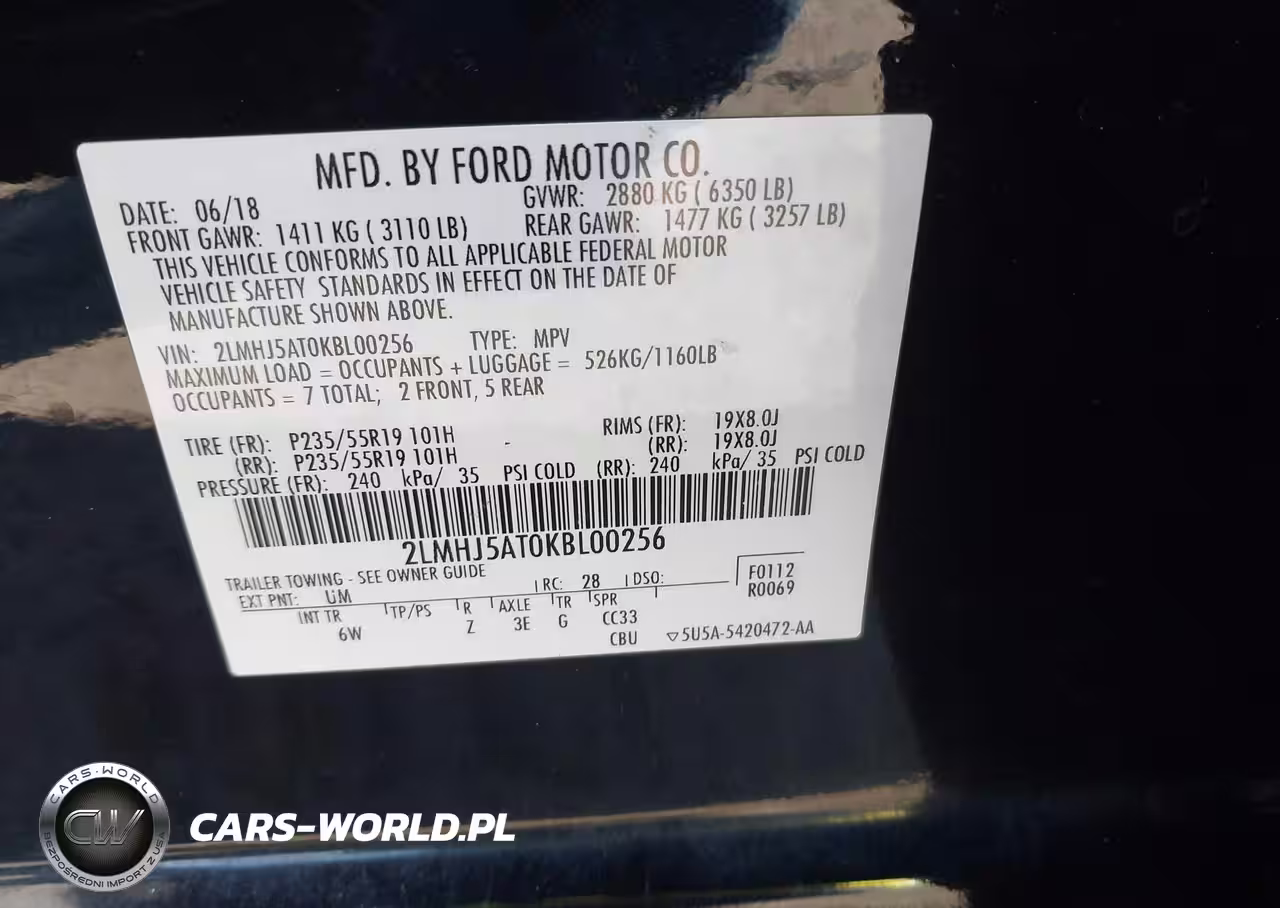 MFD. BY FORD MOTOR CO.
DATE: 06/18 GVWR: 2880 KG ( 6350 LB)
FRONT GAWR: 1411 KG ( 3110 LB) REAR GAWR: 1477 KG ( 3257 LB)
THIS VEHICLE CONFORMS TO ALL APPLICABLE FEDERAL MOTOR
VEHICLE SAFETY STANDARDS IN EFFECT ON THE DATE OF
MANUFACTURE SHOWN ABOVE.
VIN: 2LMHJ5AT0KBL00256 TYPE: MPV
MAXIMUM LOAD = OCCUPANTS + LUGGAGE = 526KG/1160LB
OCCUPANTS = 7 TOTAL; 2 FRONT, 5 REAR
TIRE (FR): P235/55R19 101H - RIMS (FR): 19X8.0J
(RR): P235/55R19 101H (RR): 19X8.0J
PRESSURE (FR): 240 kPa/ 35 PSI COLD (RR): 240 kPa/ 35 PSI COLD
2LMHJ5AT0KBL00256
TRAILER TOWING - SEE OWNER GUIDE
EXT PNT: UM RC: 28 DSO: F0112
R0069
INT TR TP/PS R AXLE TR SPR
6W Z 3E G CC33
CBU ▽5U5A-5420472-AA
CARS-WORLD
CW
BEZPOŚREDNI IMPORT Z USA
CARS-WORLD.PL